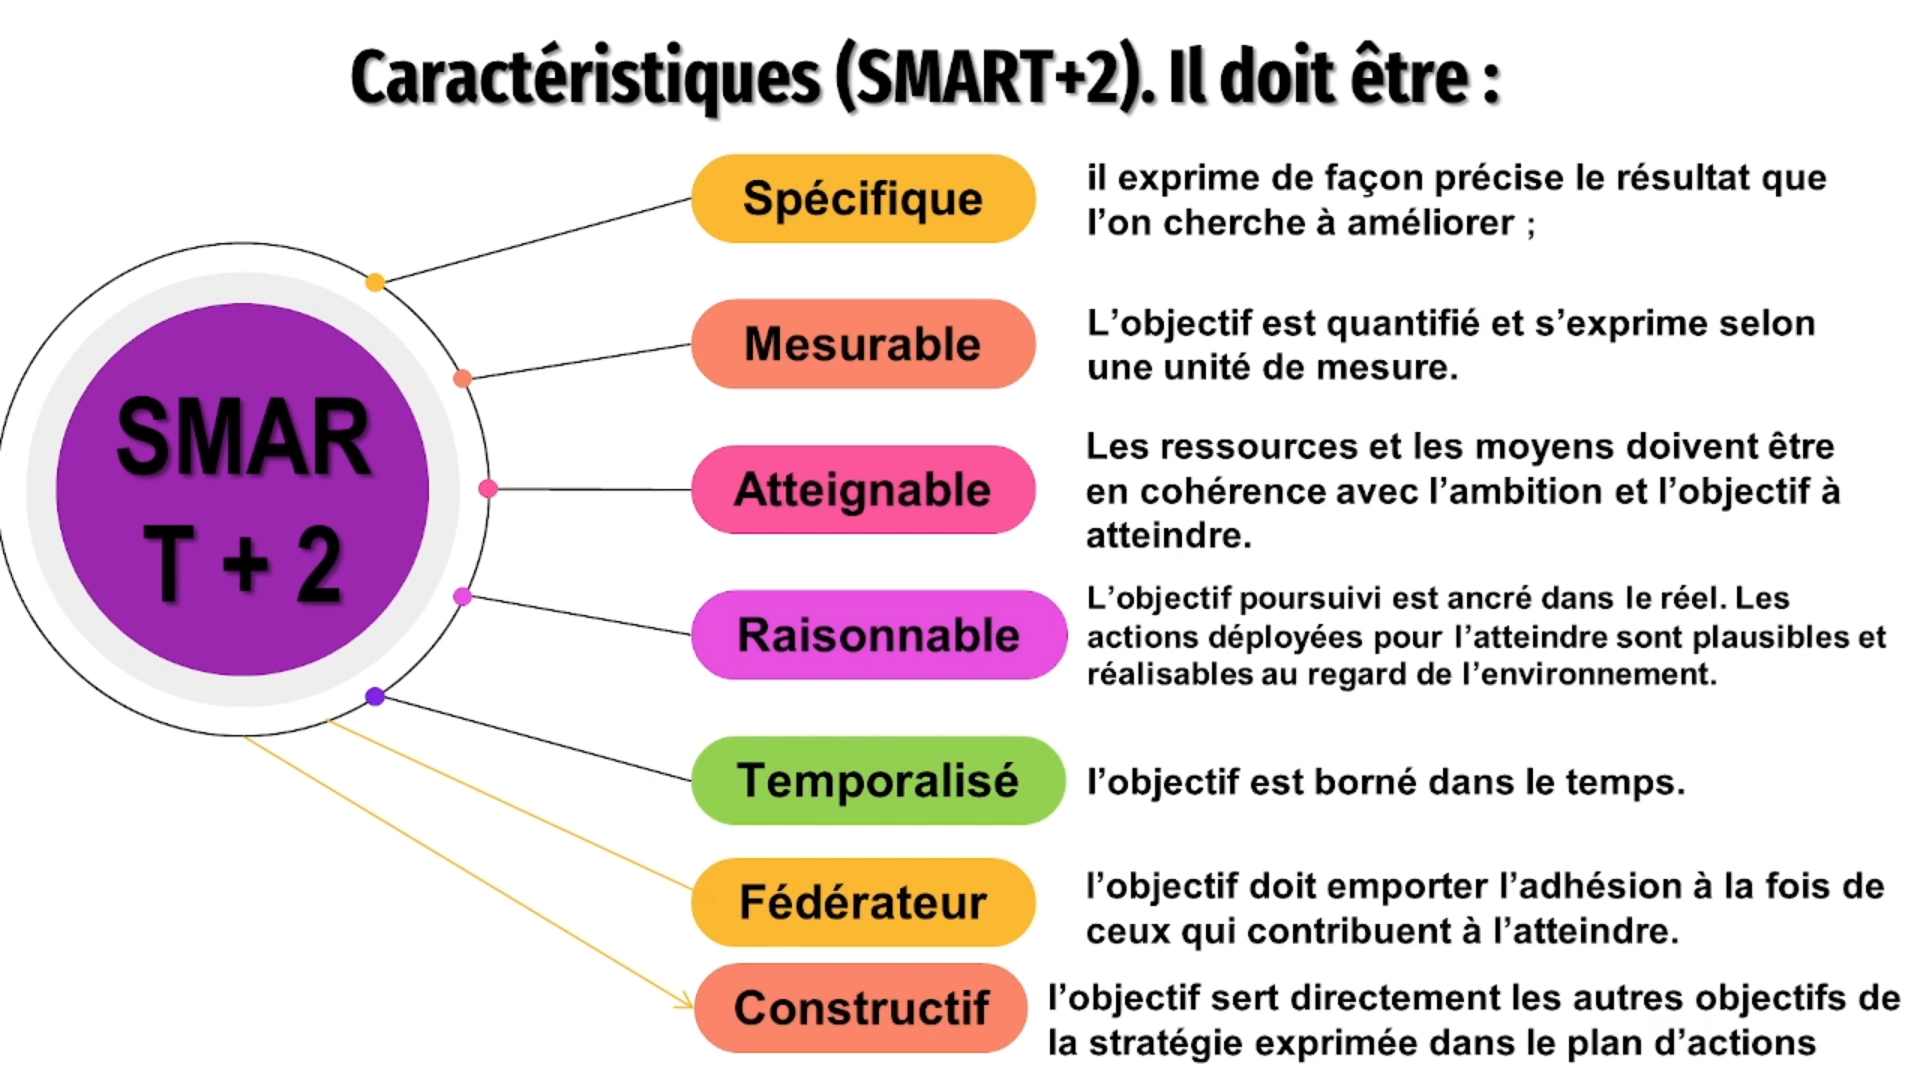 Caractéristiques (SMART+2). Il doit être :
SMAR
T + 2
Spécifique
il exprime de façon précise le résultat que
l’on cherche à améliorer ;
Mesurable
L’objectif est quantifié et s’exprime selon
une unité de mesure.
Atteignable
Les ressources et les moyens doivent être
en cohérence avec l’ambition et l’objectif à
atteindre.
Raisonnable
L’objectif poursuivi est ancré dans le réel. Les
actions déployées pour l’atteindre sont plausibles et
réalisables au regard de l’environnement.
Temporalisé
l’objectif est borné dans le temps.
Fédérateur
l’objectif doit emporter l’adhésion à la fois de
ceux qui contribuent à l’atteindre.
Constructif
l’objectif sert directement les autres objectifs de
la stratégie exprimée dans le plan d’actions